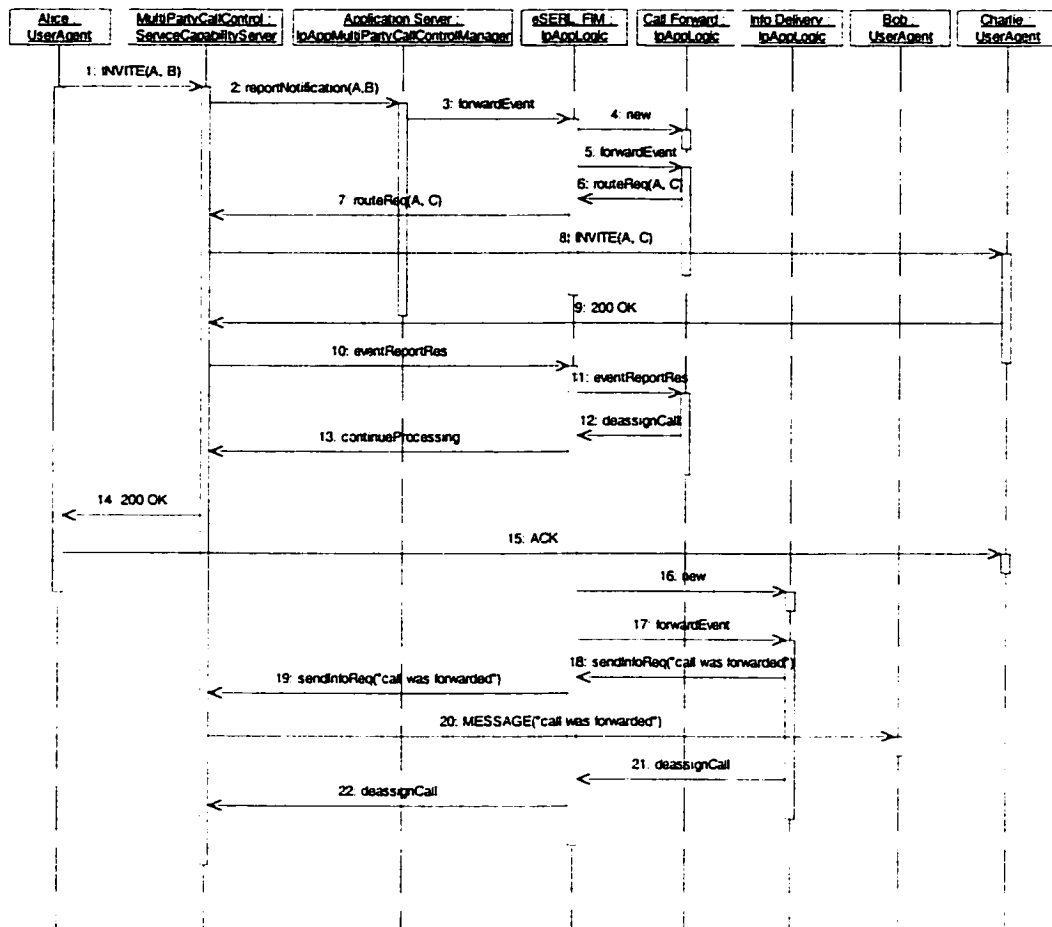 Alice :
UserAgent
MultiPartyCallControl :
ServiceCapabilityServer
Application Server :
IpAppMultiPartyCallControlManager
eSERL_FIM :
IpAppLogic
Call Forward :
IpAppLogic
Info Delivery :
IpAppLogic
Bob :
UserAgent
Charlie :
UserAgent
1: INVITE(A, B)
2: reportNotification(A,B)
3: forwardEvent
4: new
5: forwardEvent
6: routeReq(A, C)
7: routeReq(A, C)
8: INVITE(A, C)
9: 200 OK
10: eventReportRes
11: eventReportRes
12: deassignCall
13. continueProcessing
14. 200 OK
15: ACK
16. new
17: forwardEvent
18: sendInfoReq("call was forwarded")
19: sendInfoReq("call was forwarded")
20: MESSAGE("call was forwarded")
21. deassignCall
22: deassignCall